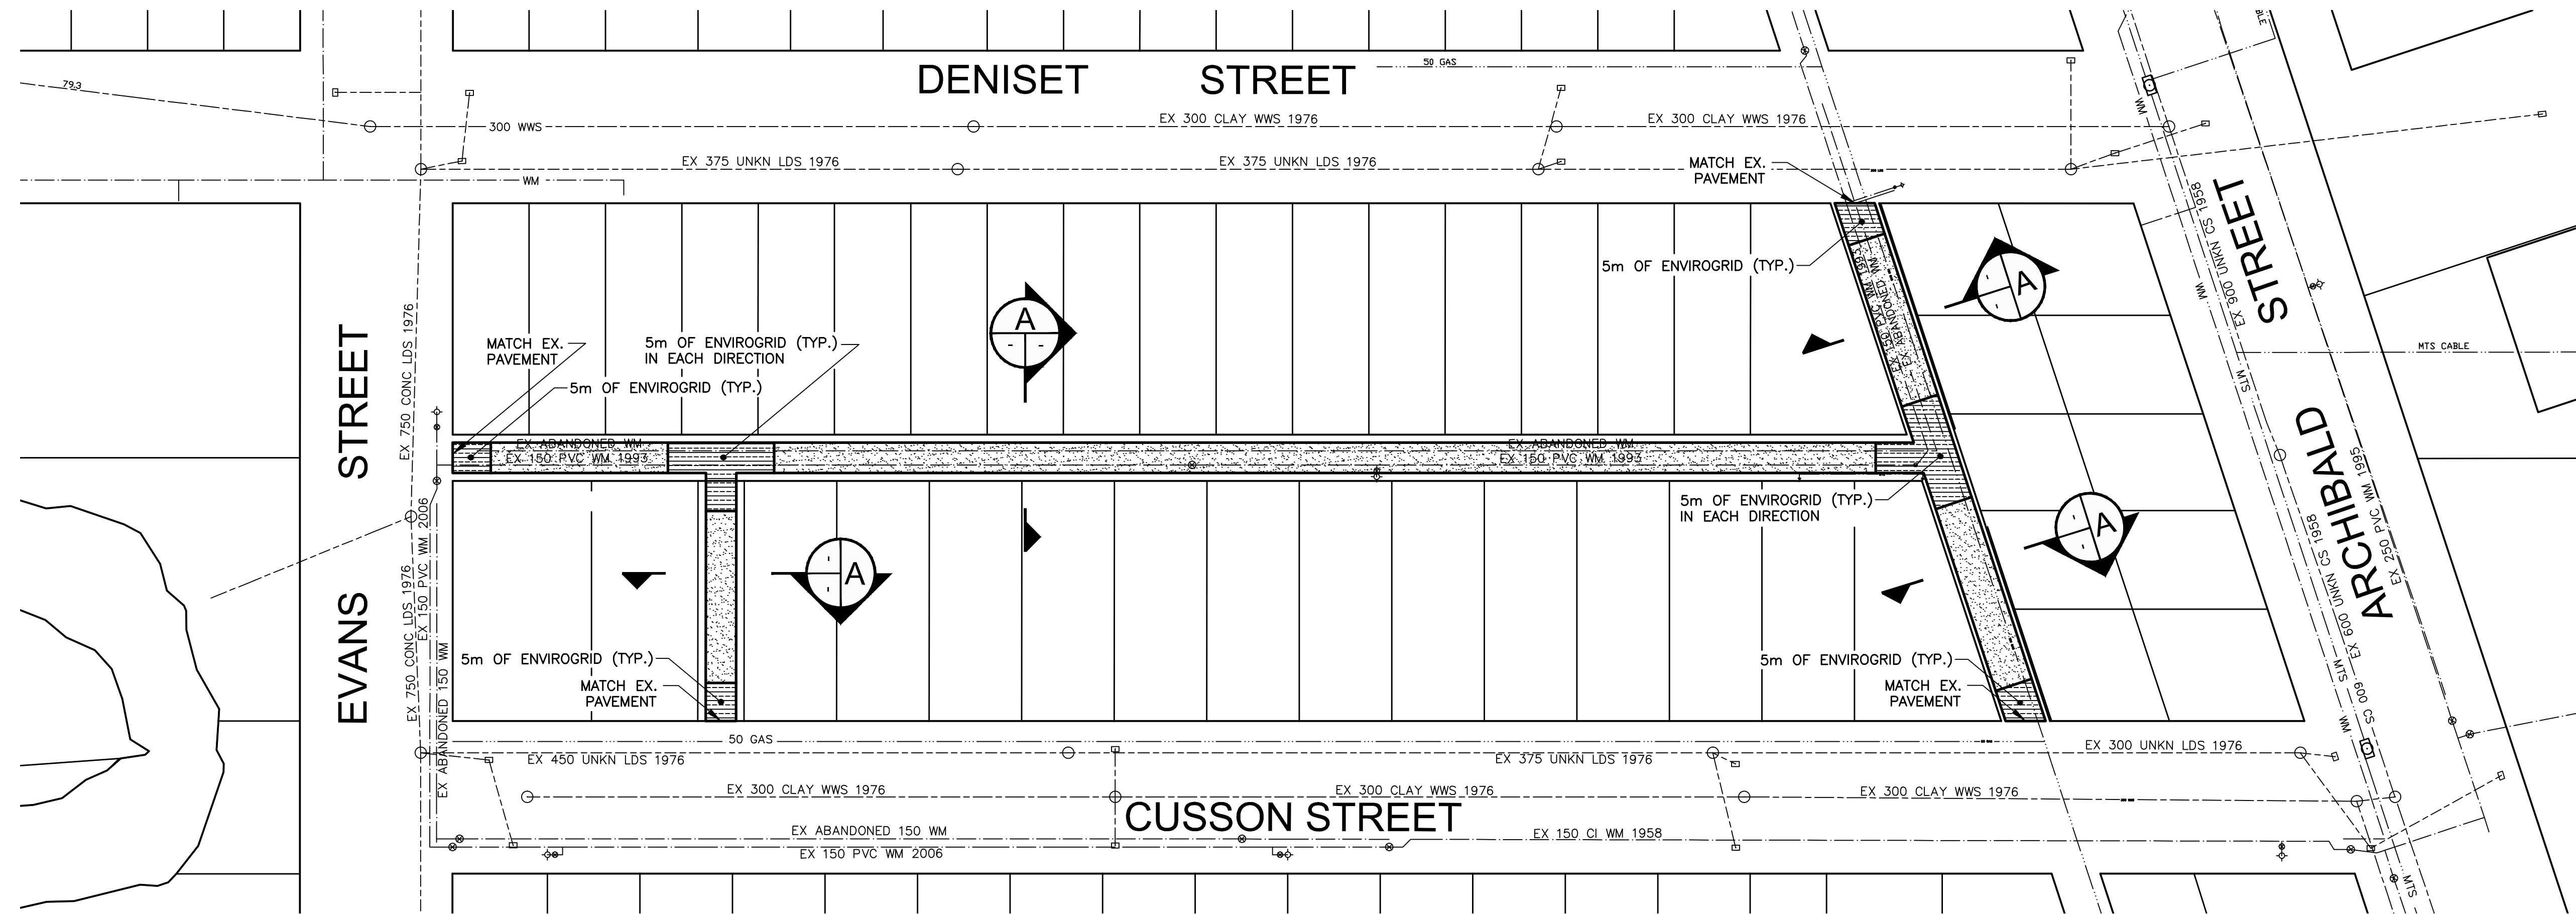 50 GAS
BLE
79.3
DENISET STREET
300 WWS
EX 300 CLAY WWS 1976
EX 300 CLAY WWS 1976
WM
EX 375 UNKN LDS 1976
EX 375 UNKN LDS 1976
MATCH EX.
PAVEMENT
WM
EX 900 UNKN CS 1958
STREET
WM
5m OF ENVIROGRID (TYP.)
EX 150 PVC WM 1993
EX ABANDONED WM
A
A
EX 750 CONC LDS 1976
STREET
MATCH EX.
PAVEMENT
5m OF ENVIROGRID (TYP.)
IN EACH DIRECTION
5m OF ENVIROGRID (TYP.)
MTS CABLE
MTS
ARCHIBALD
EX 250 PVC WM 1995
EX ABANDONED WM
EX 150 PVC WM 1993
EX ABANDONED WM
EX 150 PVC WM 1993
5m OF ENVIROGRID (TYP.)
IN EACH DIRECTION
A
A
EX 150 PVC WM 2006
EX 750 CONC LDS 1976
EX ABANDONED 150 WM
EVANS
EX 600 UNKN CS 1958
MTS
5m OF ENVIROGRID (TYP.)
MATCH EX.
PAVEMENT
5m OF ENVIROGRID (TYP.)
MATCH EX.
PAVEMENT
600 CS
WM
50 GAS
EX 450 UNKN LDS 1976
EX 375 UNKN LDS 1976
EX 300 UNKN LDS 1976
EX 300 CLAY WWS 1976
EX 300 CLAY WWS 1976
EX 300 CLAY WWS 1976
CUSSON STREET
EX ABANDONED 150 WM
EX 150 CI WM 1958
EX 150 PVC WM 2006
MTS